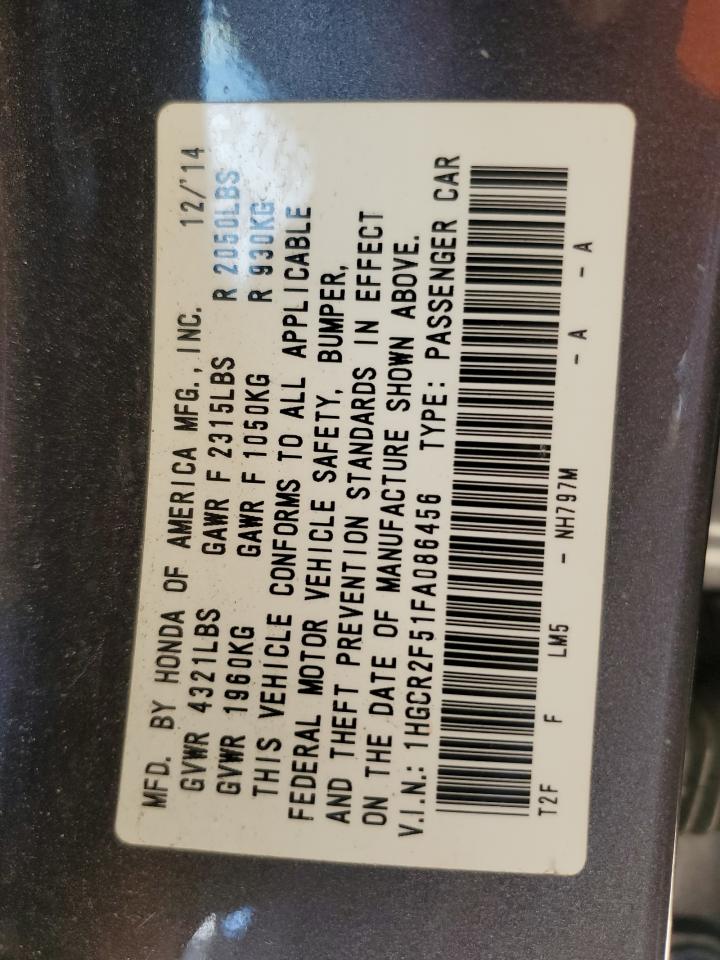 MFD. BY HONDA OF AMERICA MFG., INC. 12/'14
GVWR 4321LBS GAWR F 2315LBS R 2050LBS
GVWR 1960KG GAWR F 1050KG R 930KG
THIS VEHICLE CONFORMS TO ALL APPLICABLE
FEDERAL MOTOR VEHICLE SAFETY, BUMPER,
AND THEFT PREVENTION STANDARDS IN EFFECT
ON THE DATE OF MANUFACTURE SHOWN ABOVE.
V.I.N.: 1HGCR2F51FA086456 TYPE: PASSENGER CAR
T2F F LM5 - NH797M - A - A